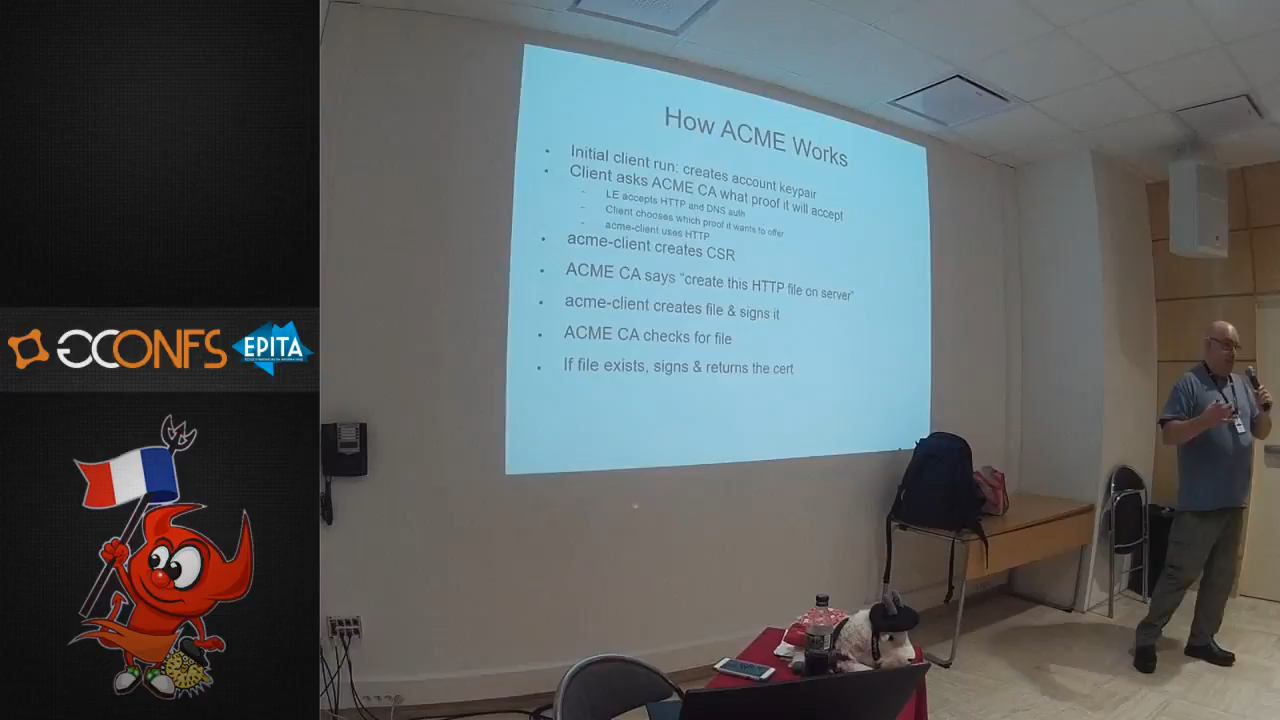 GCONFS
EPITA
How ACME Works
• Initial client run: creates account keypair
• Client asks ACME CA what proof it will accept
- LE accepts HTTP and DNS auth
- Client chooses which proof it wants to offer
- acme-client uses HTTP
• acme-client creates CSR
• ACME CA says “create this HTTP file on server”
• acme-client creates file & signs it
• ACME CA checks for file
• If file exists, signs & returns the cert